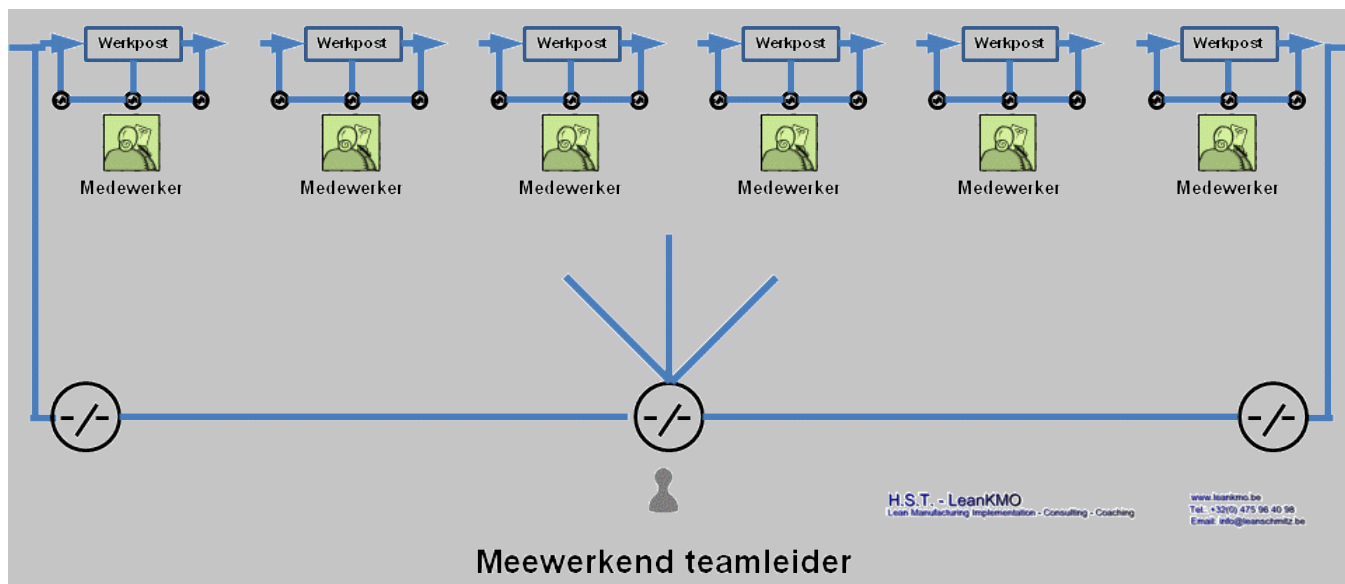 Werkpost Werkpost Werkpost Werkpost Werkpost Werkpost
Medewerker Medewerker Medewerker Medewerker Medewerker Medewerker
-/- -/- -/-
H.S.T. - LeanKMO
Lean Manufacturing Implementation - Consulting - Coaching
www.leankmo.be
Tel.: +32(0) 475 96 40 98
Email: info@leanschmitz.be
Meewerkend teamleider